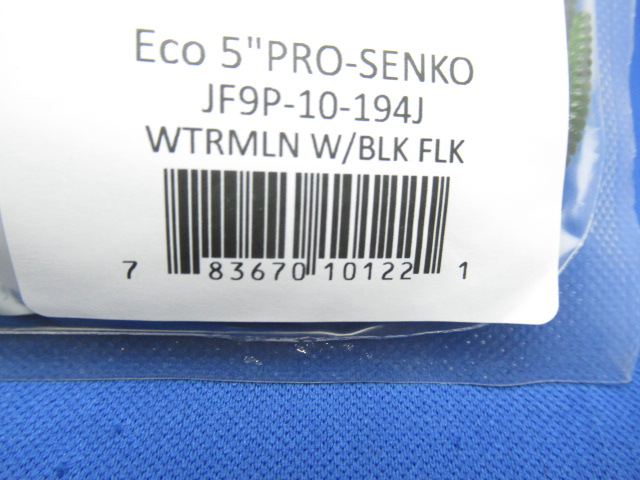 Eco 5"PRO-SENKO
JF9P-10-194J
WTRMLN W/BLK FLK
7 83670 10122 1